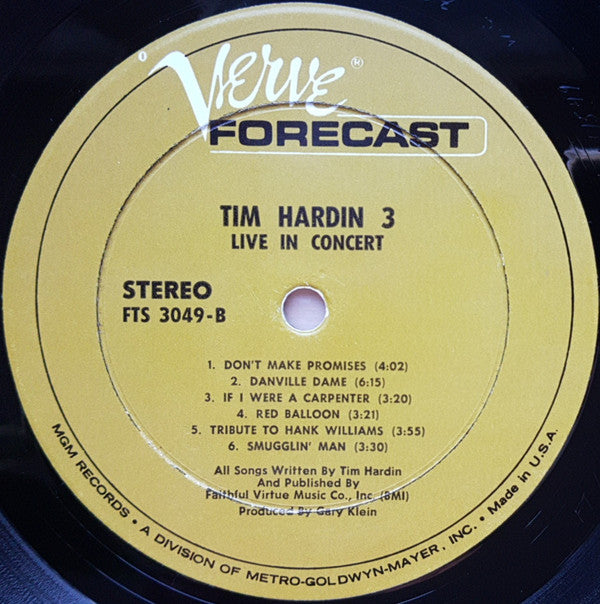 Verve®
FORECAST
TIM HARDIN 3
LIVE IN CONCERT
STEREO
FTS 3049-B
1. DON'T MAKE PROMISES (4:02)
2. DANVILLE DAME (6:15)
3. IF I WERE A CARPENTER (3:20)
4. RED BALLOON (3:21)
5. TRIBUTE TO HANK WILLIAMS (3:55)
6. SMUGGLIN' MAN (3:30)
All Songs Written By Tim Hardin
And Published By
Faithful Virtue Music Co., Inc. (BMI)
Produced By Gary Klein
MGM RECORDS • A DIVISION OF METRO-GOLDWYN-MAYER, INC. • Made in U.S.A.